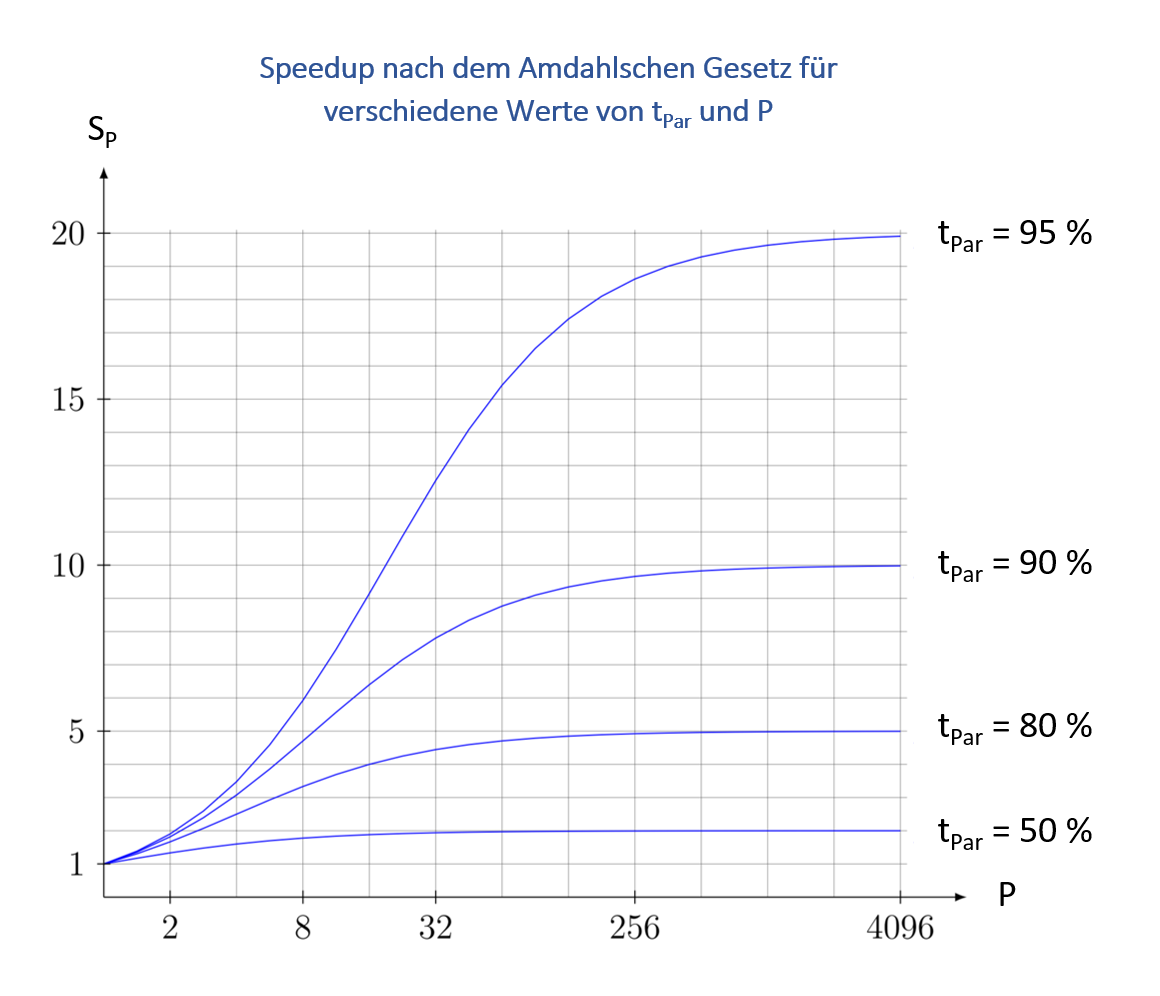 Speedup nach dem Amdahlschen Gesetz für
verschiedene Werte von tPar und P
SP
20
tPar = 95 %
15
10
tPar = 90 %
5
tPar = 80 %
tPar = 50 %
1
P
2 8 32 256 4096